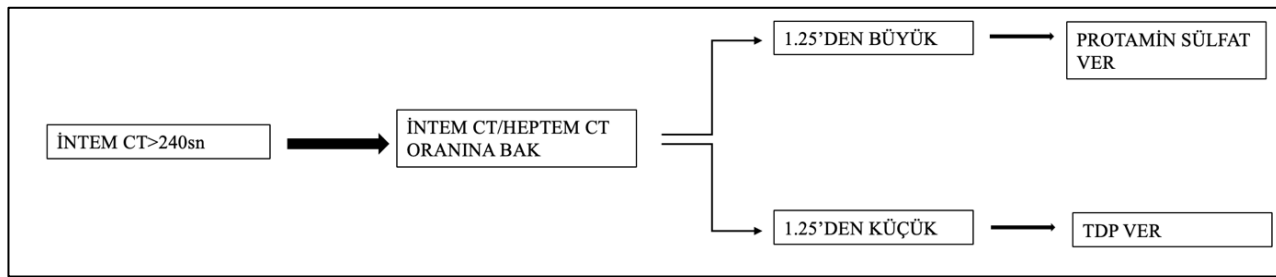 İNTEM CT>240sn
İNTEM CT/HEPTEM CT
ORANINA BAK
1.25’DEN BÜYÜK
PROTAMİN SÜLFAT
VER
1.25’DEN KÜÇÜK
TDP VER